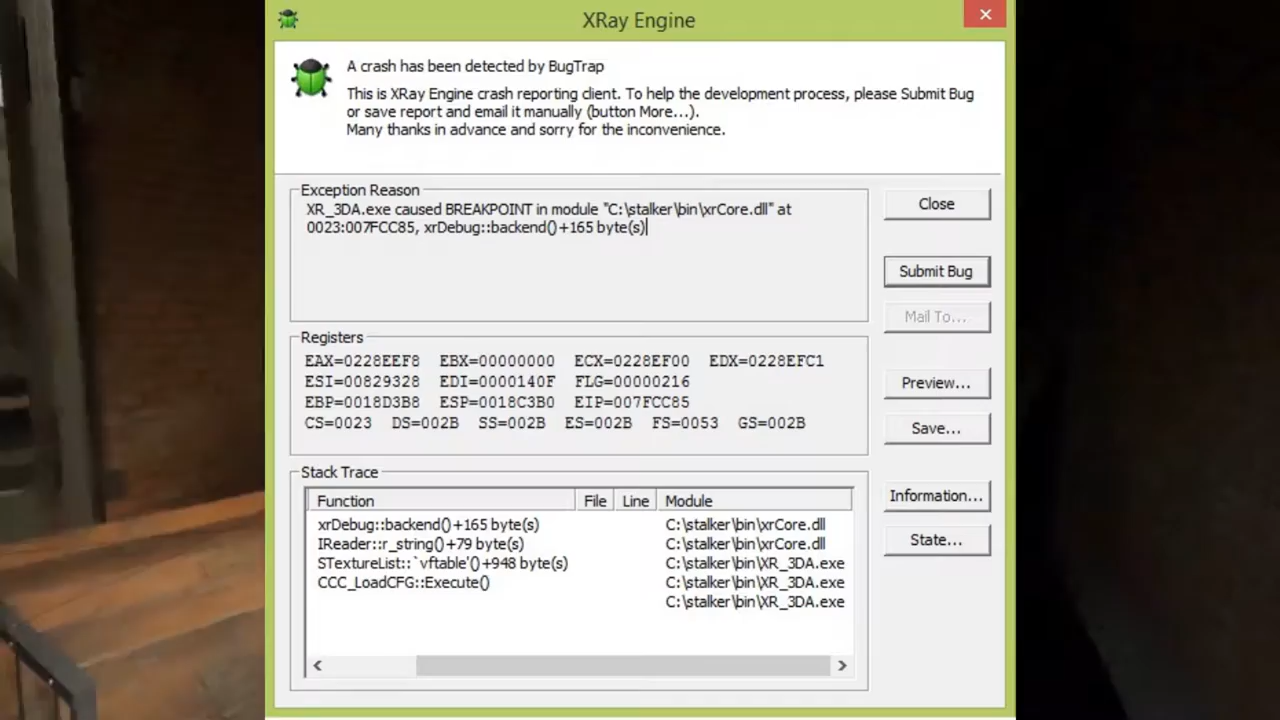 XRay Engine
A crash has been detected by BugTrap
This is XRay Engine crash reporting client. To help the development process, please Submit Bug
or save report and email it manually (button More...).
Many thanks in advance and sorry for the inconvenience.
Exception Reason
XR_3DA.exe caused BREAKPOINT in module "C:\stalker\bin\xrCore.dll" at
0023:007FCC85, xrDebug::backend()+165 byte(s)
Close
Submit Bug
Mail To...
Registers
EAX=0228EEF8 EBX=00000000 ECX=0228EF00 EDX=0228EFC1
ESI=00829328 EDI=0000140F FLG=00000216
EBP=0018D3B8 ESP=0018C3B0 EIP=007FCC85
CS=0023 DS=002B SS=002B ES=002B FS=0053 GS=002B
Preview...
Save...
Stack Trace
Function File Line Module
xrDebug::backend()+165 byte(s) C:\stalker\bin\xrCore.dll
IReader::r_string()+79 byte(s) C:\stalker\bin\xrCore.dll
STextureList::`vftable'()+948 byte(s) C:\stalker\bin\XR_3DA.exe
CCC_LoadCFG::Execute() C:\stalker\bin\XR_3DA.exe
C:\stalker\bin\XR_3DA.exe
Information...
State...